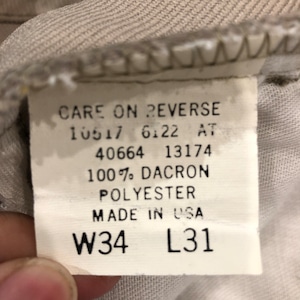 CARE ON REVERSE
10517 6122 AT
40664 13174
100% DACRON
POLYESTER
MADE IN USA
W34 L31